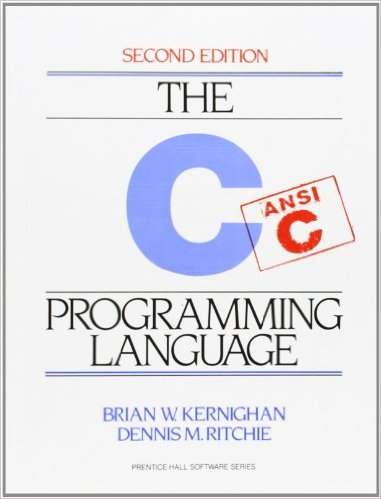 SECOND EDITION
THE
C
ANSI
C
PROGRAMMING
LANGUAGE
BRIAN W. KERNIGHAN
DENNIS M. RITCHIE
PRENTICE HALL SOFTWARE SERIES